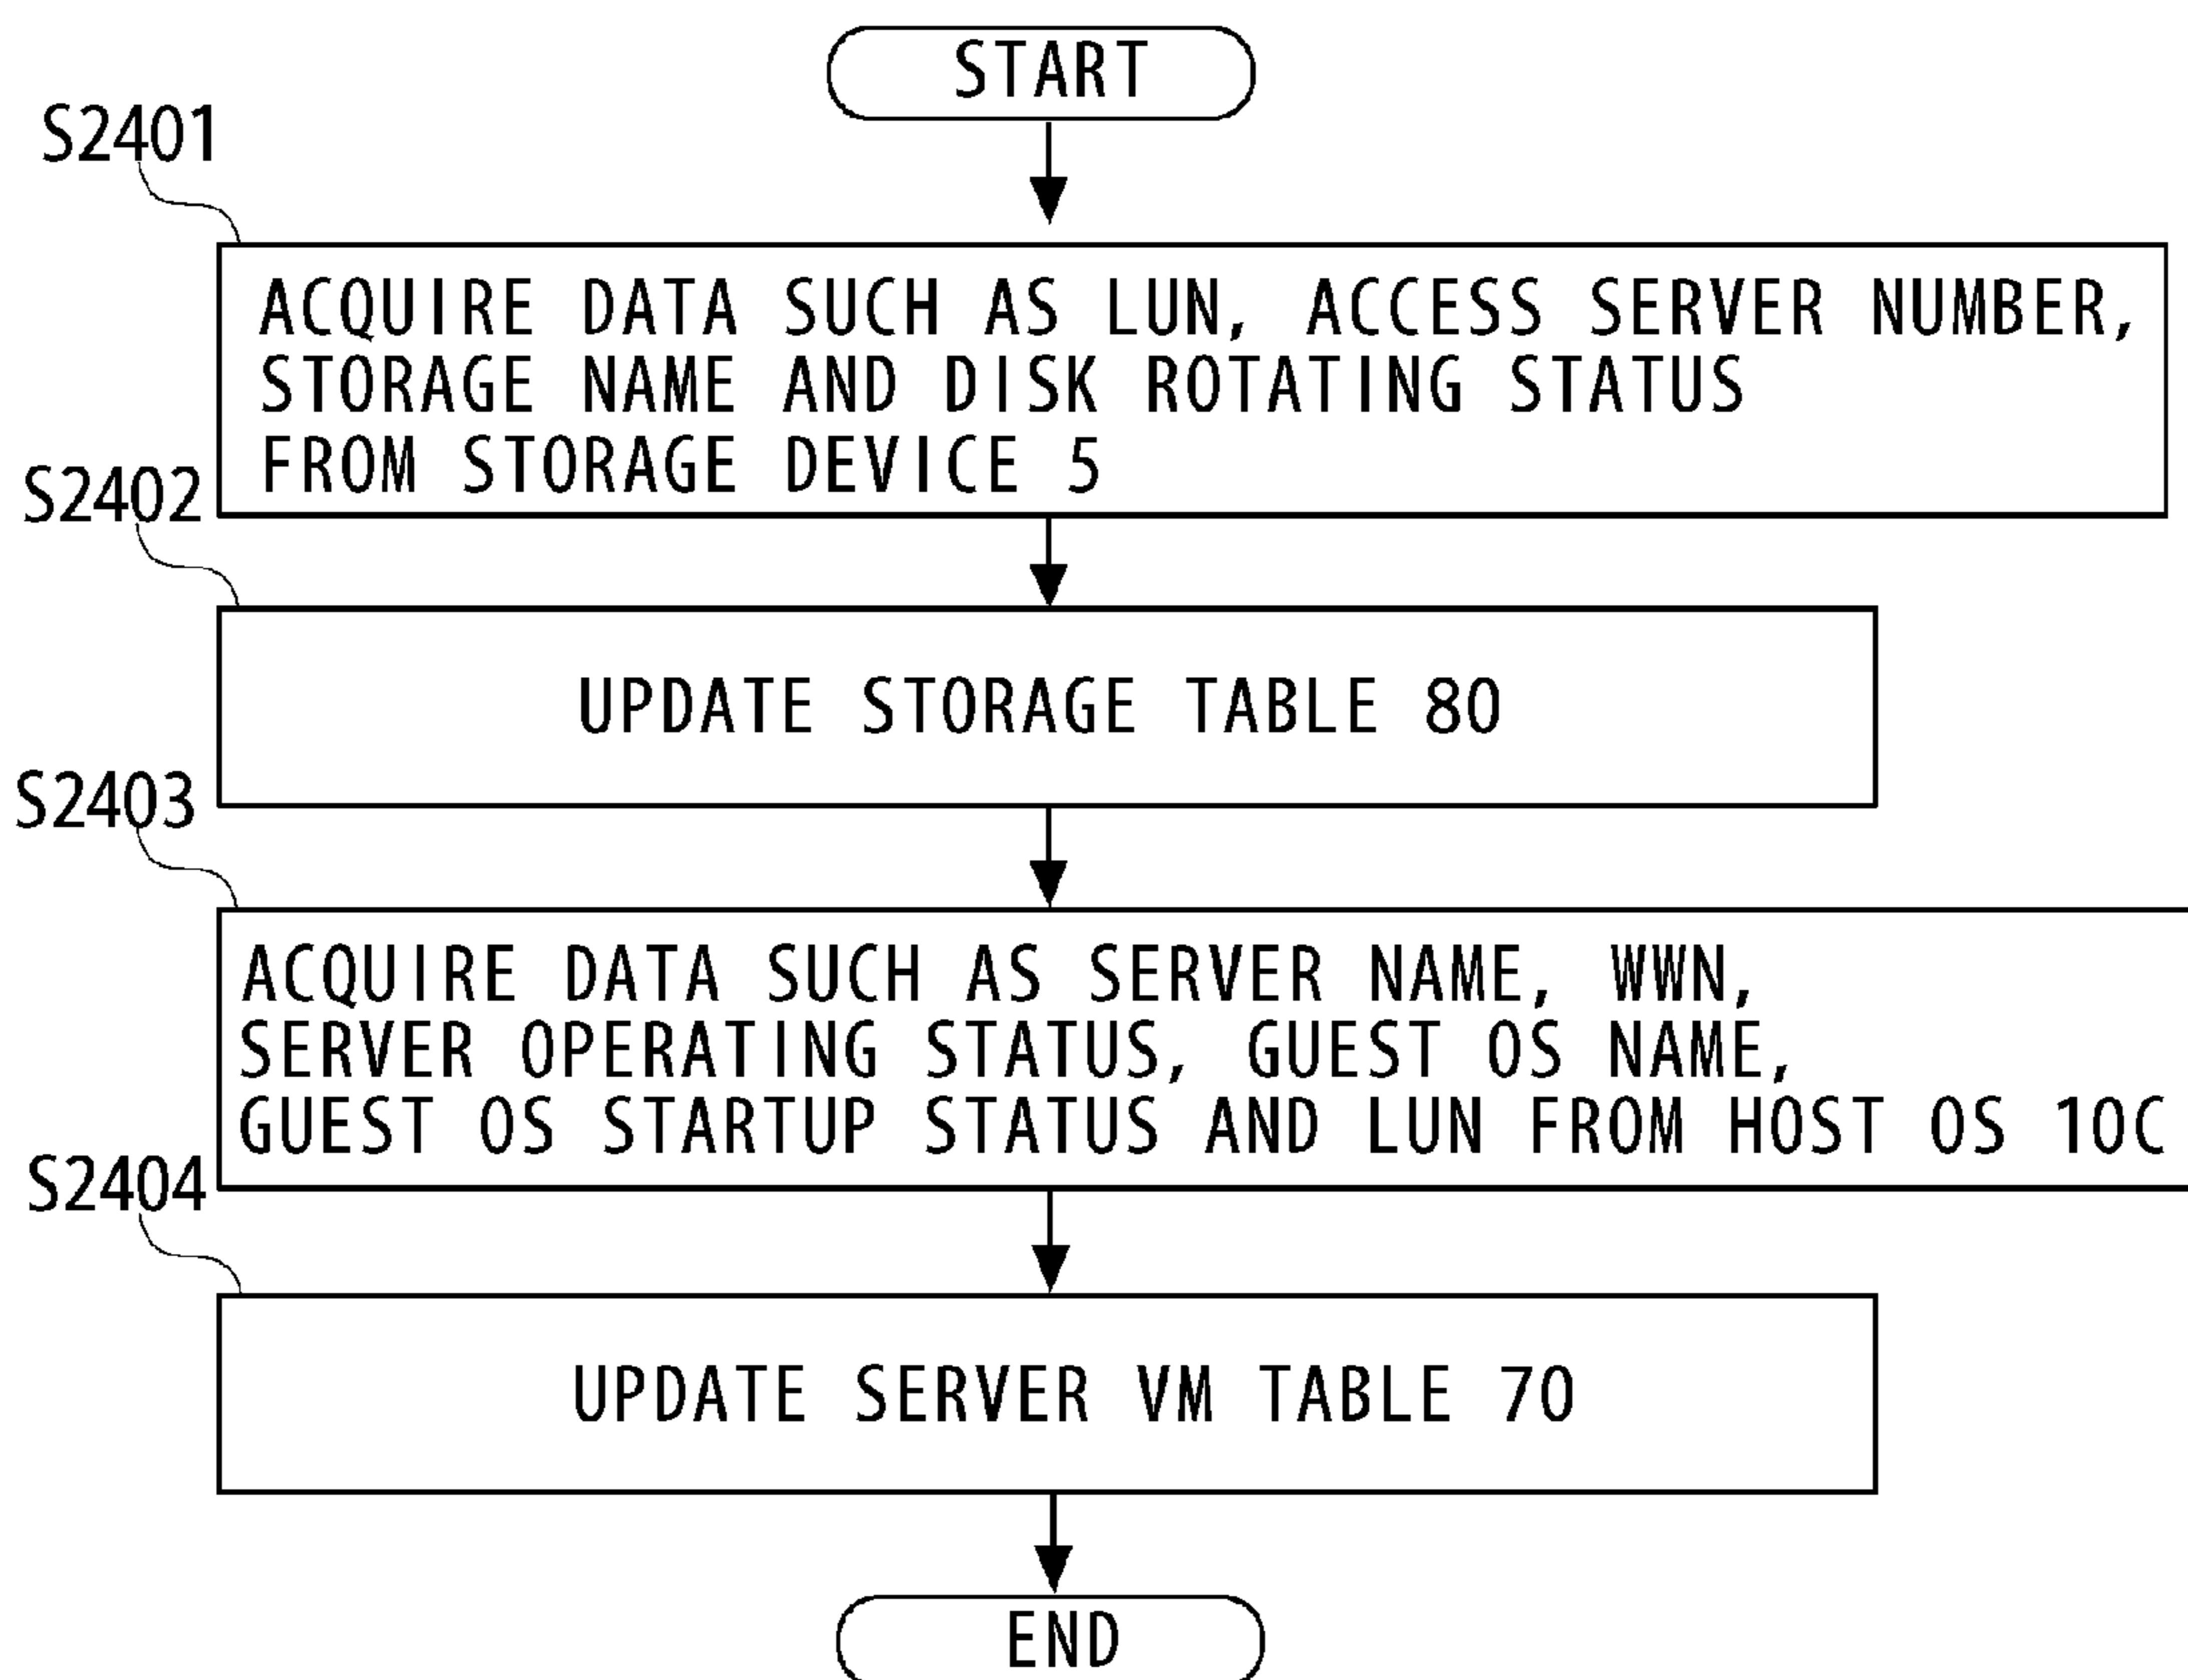 START
S2401
ACQUIRE DATA SUCH AS LUN, ACCESS SERVER NUMBER,
STORAGE NAME AND DISK ROTATING STATUS
FROM STORAGE DEVICE 5
S2402
UPDATE STORAGE TABLE 80
S2403
ACQUIRE DATA SUCH AS SERVER NAME, WWN,
SERVER OPERATING STATUS, GUEST OS NAME,
GUEST OS STARTUP STATUS AND LUN FROM HOST OS 10C
S2404
UPDATE SERVER VM TABLE 70
END